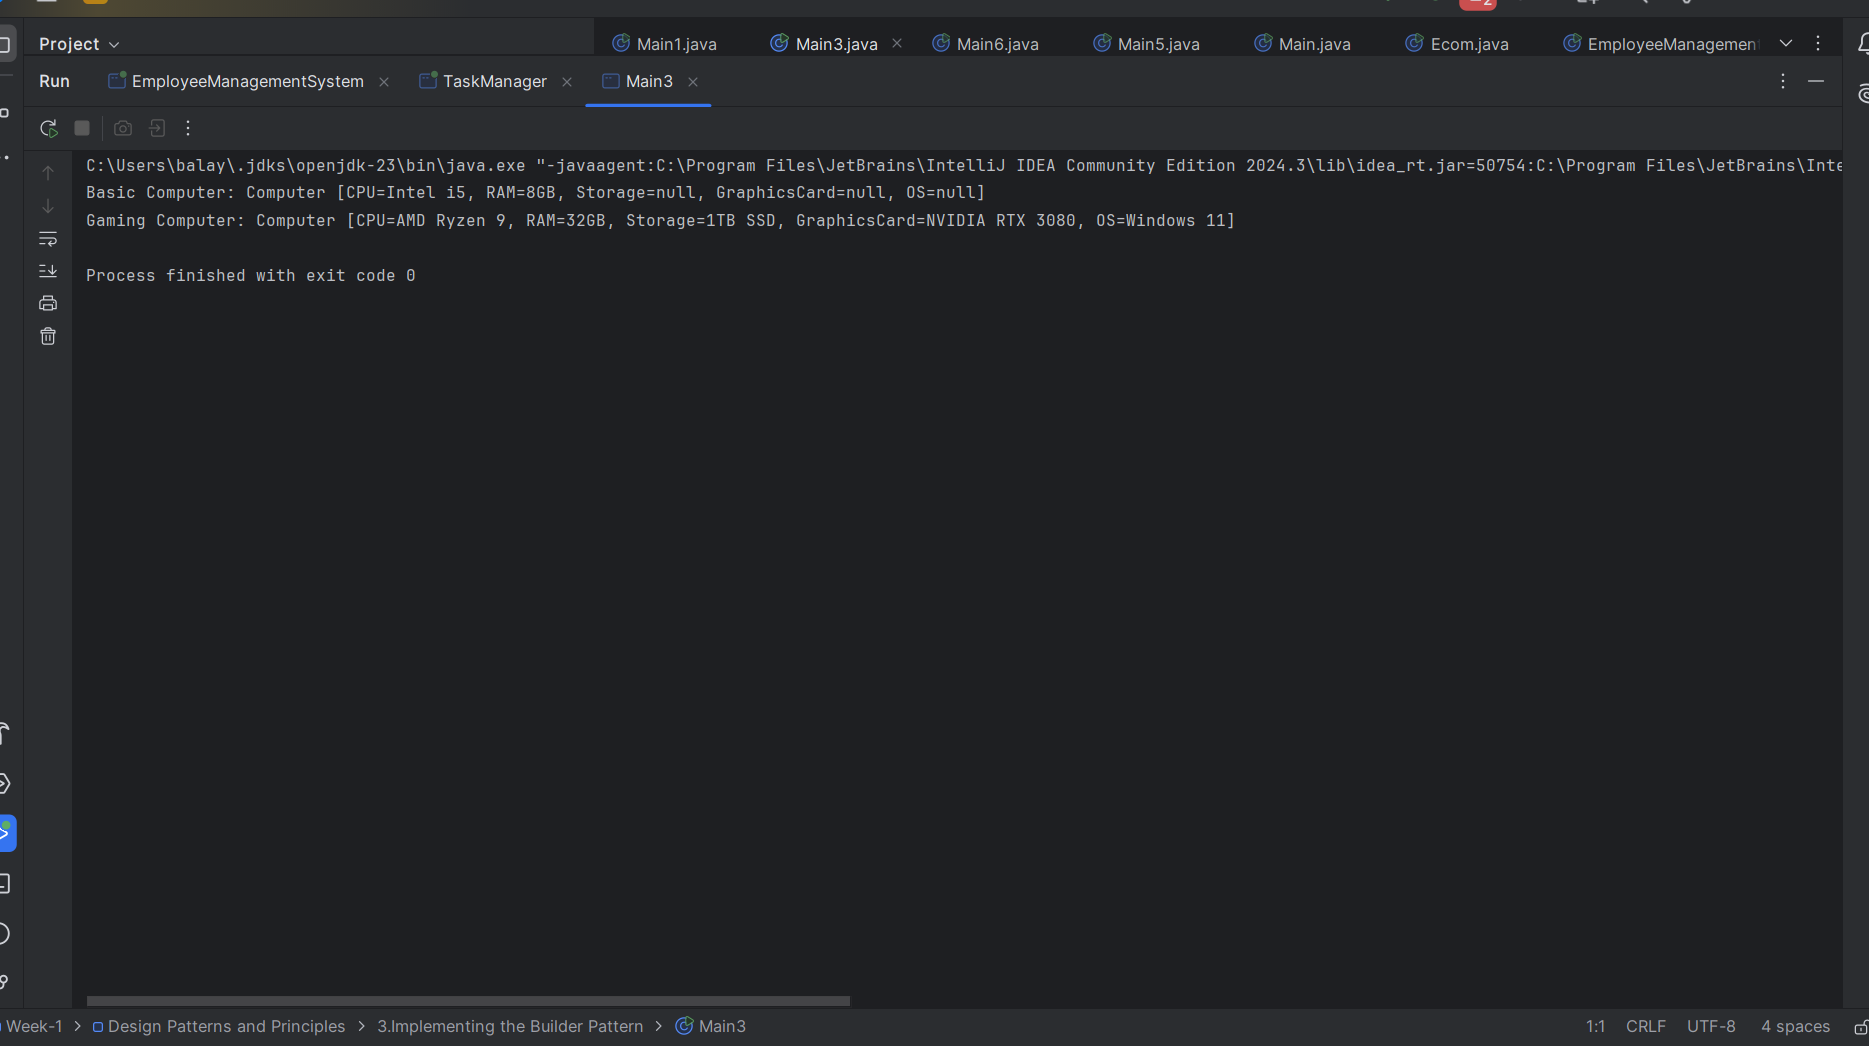 2
Project
Main1.java
Main3.java
Main6.java
Main5.java
Main.java
Ecom.java
EmployeeManagemen
Run
EmployeeManagementSystem
TaskManager
Main3
C:\Users\balay\.jdks\openjdk-23\bin\java.exe "-javaagent:C:\Program Files\JetBrains\IntelliJ IDEA Community Edition 2024.3\lib\idea_rt.jar=50754:C:\Program Files\JetBrains\Inte
Basic Computer: Computer [CPU=Intel i5, RAM=8GB, Storage=null, GraphicsCard=null, OS=null]
Gaming Computer: Computer [CPU=AMD Ryzen 9, RAM=32GB, Storage=1TB SSD, GraphicsCard=NVIDIA RTX 3080, OS=Windows 11]
Process finished with exit code 0
Week-1 > Design Patterns and Principles > 3.Implementing the Builder Pattern > Main3
1:1 CRLF UTF-8 4 spaces